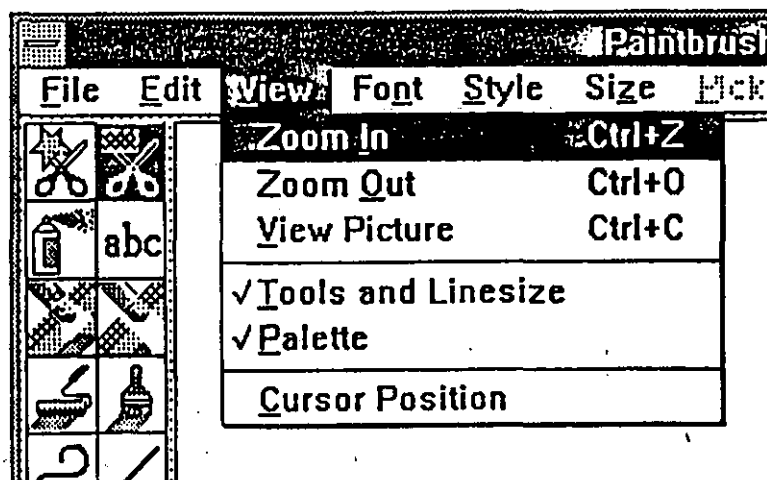 Paintbrush
File Edit View Font Style Size
Zoom In Ctrl+Z
Zoom Out Ctrl+O
View Picture Ctrl+C
abc
√ Tools and Linesize
√ Palette
Cursor Position